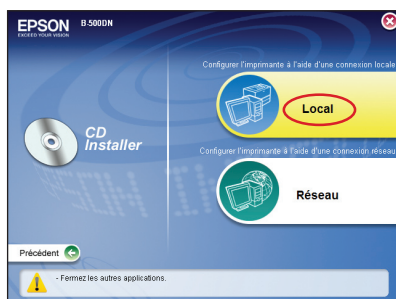 EPSON B-500DN
EXCEED YOUR VISION
Configurer l'imprimante à l'aide d'une connexion locale
Local
CD
Installer
Configurer l'imprimante à l'aide d'une connexion réseau
Réseau
Précédent
- Fermez les autres applications.